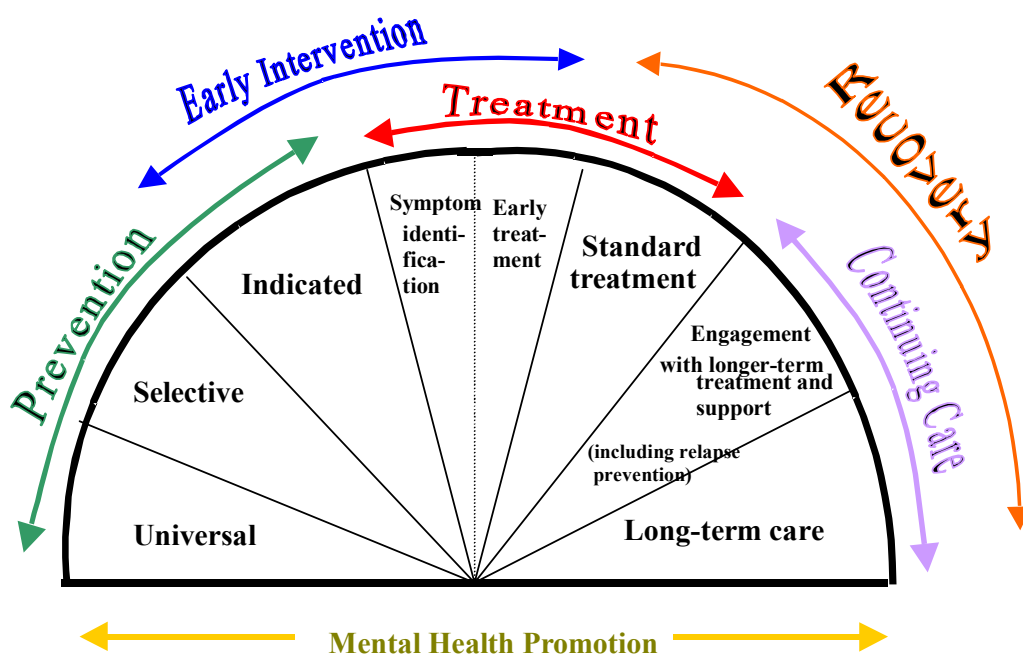 Early Intervention
Treatment
Recovery
Prevention
Continuing Care
Universal
Selective
Indicated
Symptom
identi-
fica-
tion
Early
treat-
ment
Standard
treatment
Engagement
with longer-term
treatment and
support
(including relapse
prevention)
Long-term care
Mental Health Promotion